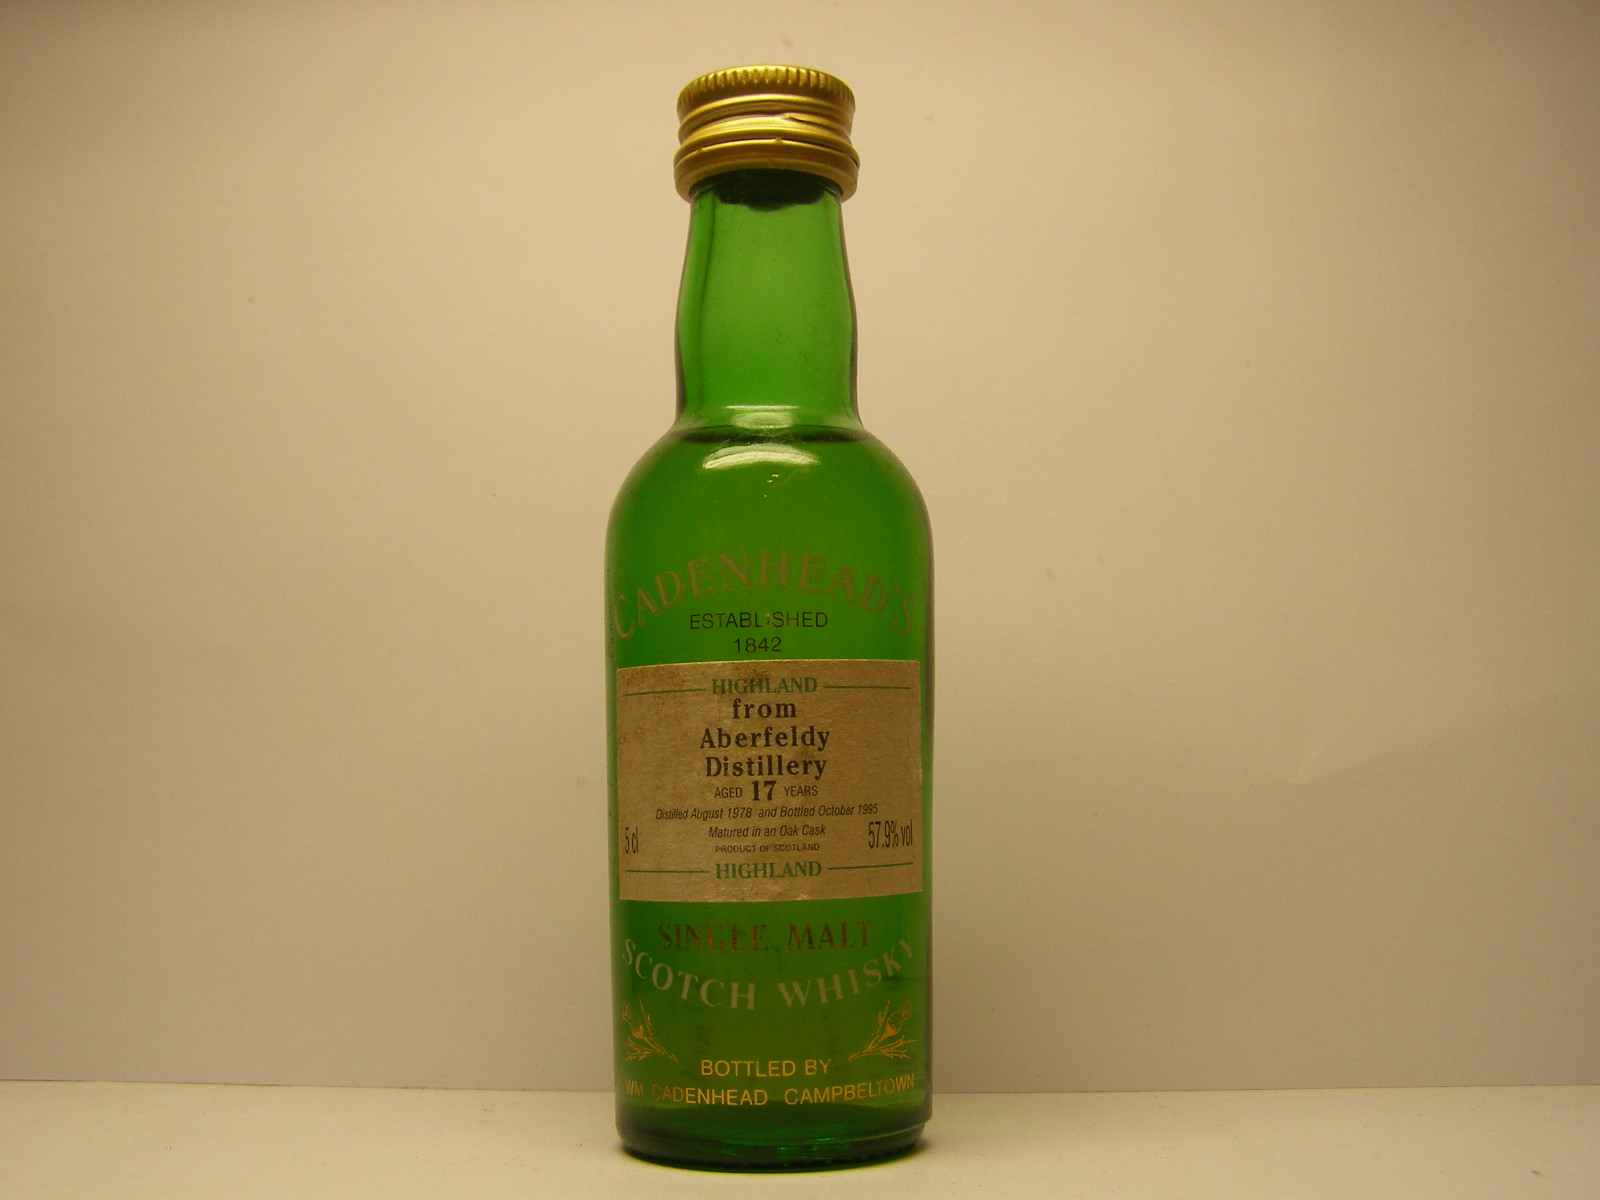 CADENHEAD'S
ESTABLISHED
1842
HIGHLAND
from
Aberfeldy
Distillery
AGED 17 YEARS
Distilled August 1978 and Bottled October 1995
Matured in an Oak Cask
5 cl
57.9% vol
PRODUCT OF SCOTLAND
HIGHLAND
SINGLE MALT
SCOTCH WHISKY
BOTTLED BY
WM CADENHEAD CAMPBELTOWN